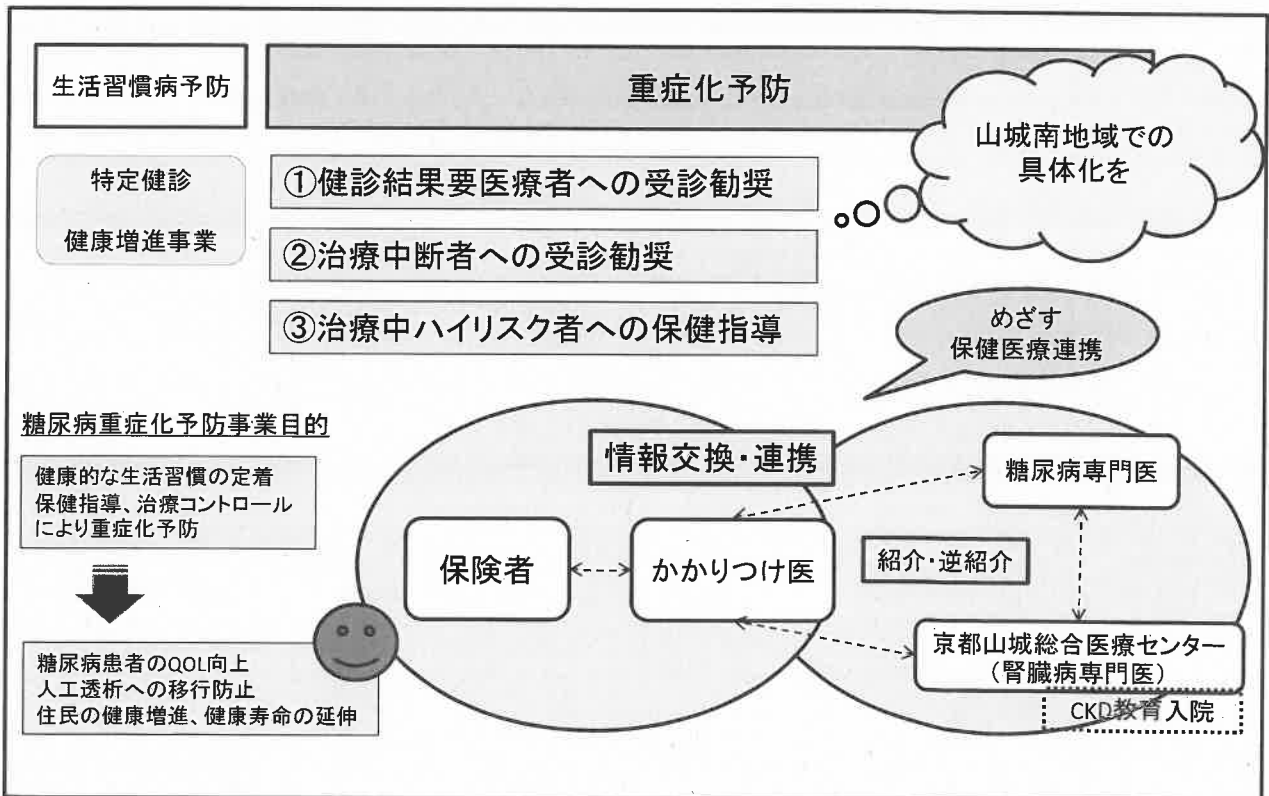 生活習慣病予防
重症化予防
山城南地域での
具体化を
特定健診
健康増進事業
①健診結果要医療者への受診勧奨
②治療中断者への受診勧奨
③治療中ハイリスク者への保健指導
めざす
保健医療連携
糖尿病重症化予防事業目的
健康的な生活習慣の定着
保健指導、治療コントロール
により重症化予防
糖尿病患者のQOL向上
人工透析への移行防止
住民の健康増進、健康寿命の延伸
情報交換・連携
保険者
かかりつけ医
糖尿病専門医
紹介・逆紹介
京都山城総合医療センター
(腎臓病専門医)
CKD教育入院